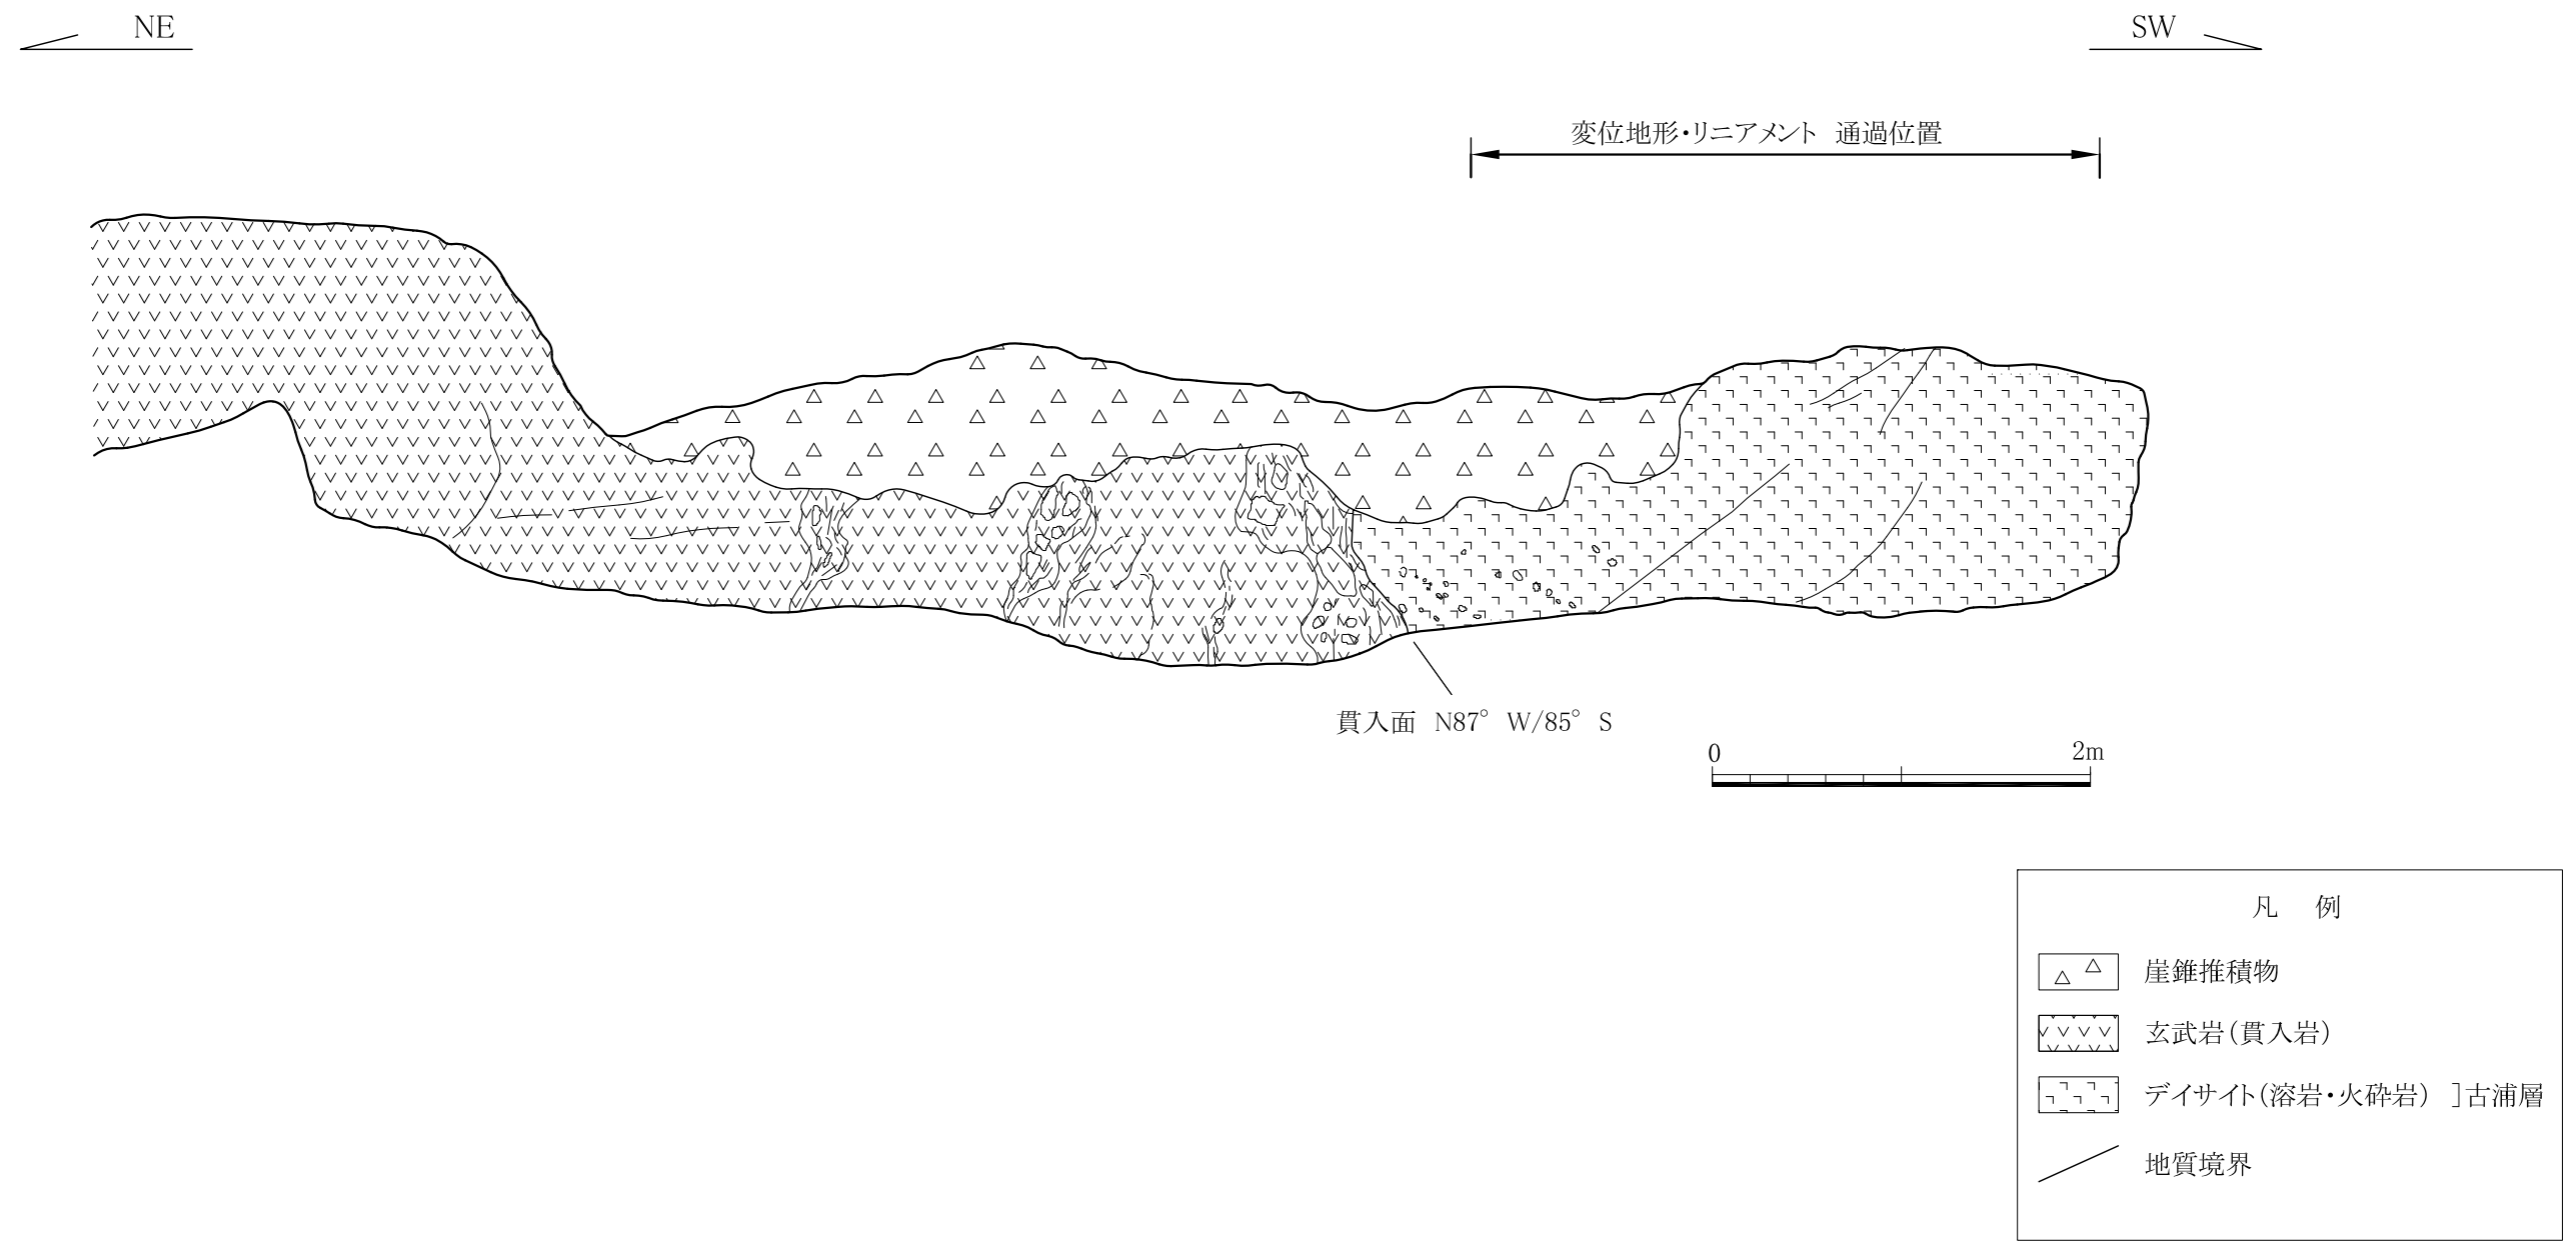 NE
SW
変位地形・リニアメント 通過位置
貫入面 N87° W/85° S
0
2m
凡 例
崖錐推積物
玄武岩(貫入岩)
デイサイト(溶岩・火砕岩) ]古浦層
地質境界